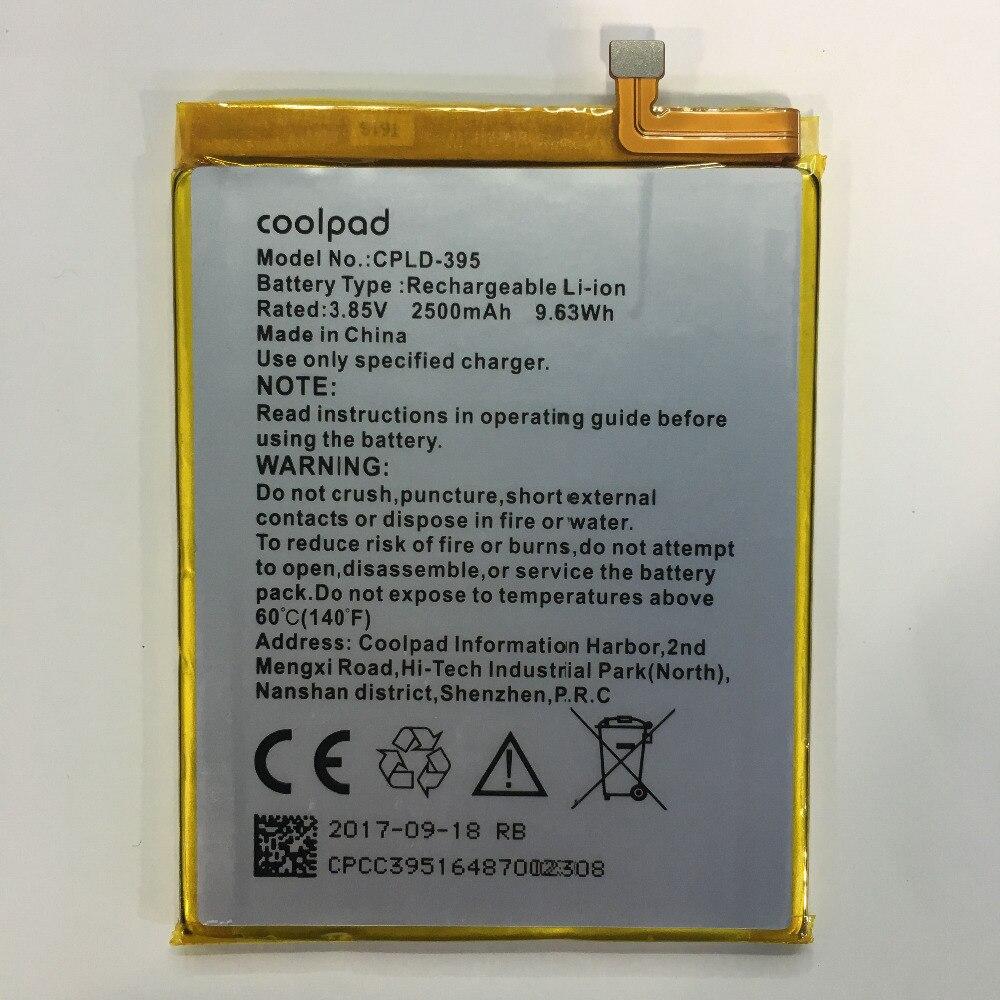 coolpad
Model No.:CPLD-395
Battery Type :Rechargeable Li-ion
Rated:3.85V 2500mAh 9.63Wh
Made in China
Use only specified charger.
NOTE:
Read instructions in operating guide before
using the battery.
WARNING:
Do not crush,puncture,short external
contacts or dispose in fire or water.
To reduce risk of fire or burns,do not attempt
to open,disassemble,or service the battery
pack.Do not expose to temperatures above
60°C(140°F)
Address: Coolpad Information Harbor,2nd
Mengxi Road,Hi-Tech Industrial Park(North),
Nanshan district,Shenzhen,P.R.C
CE
2017-09-18 RB